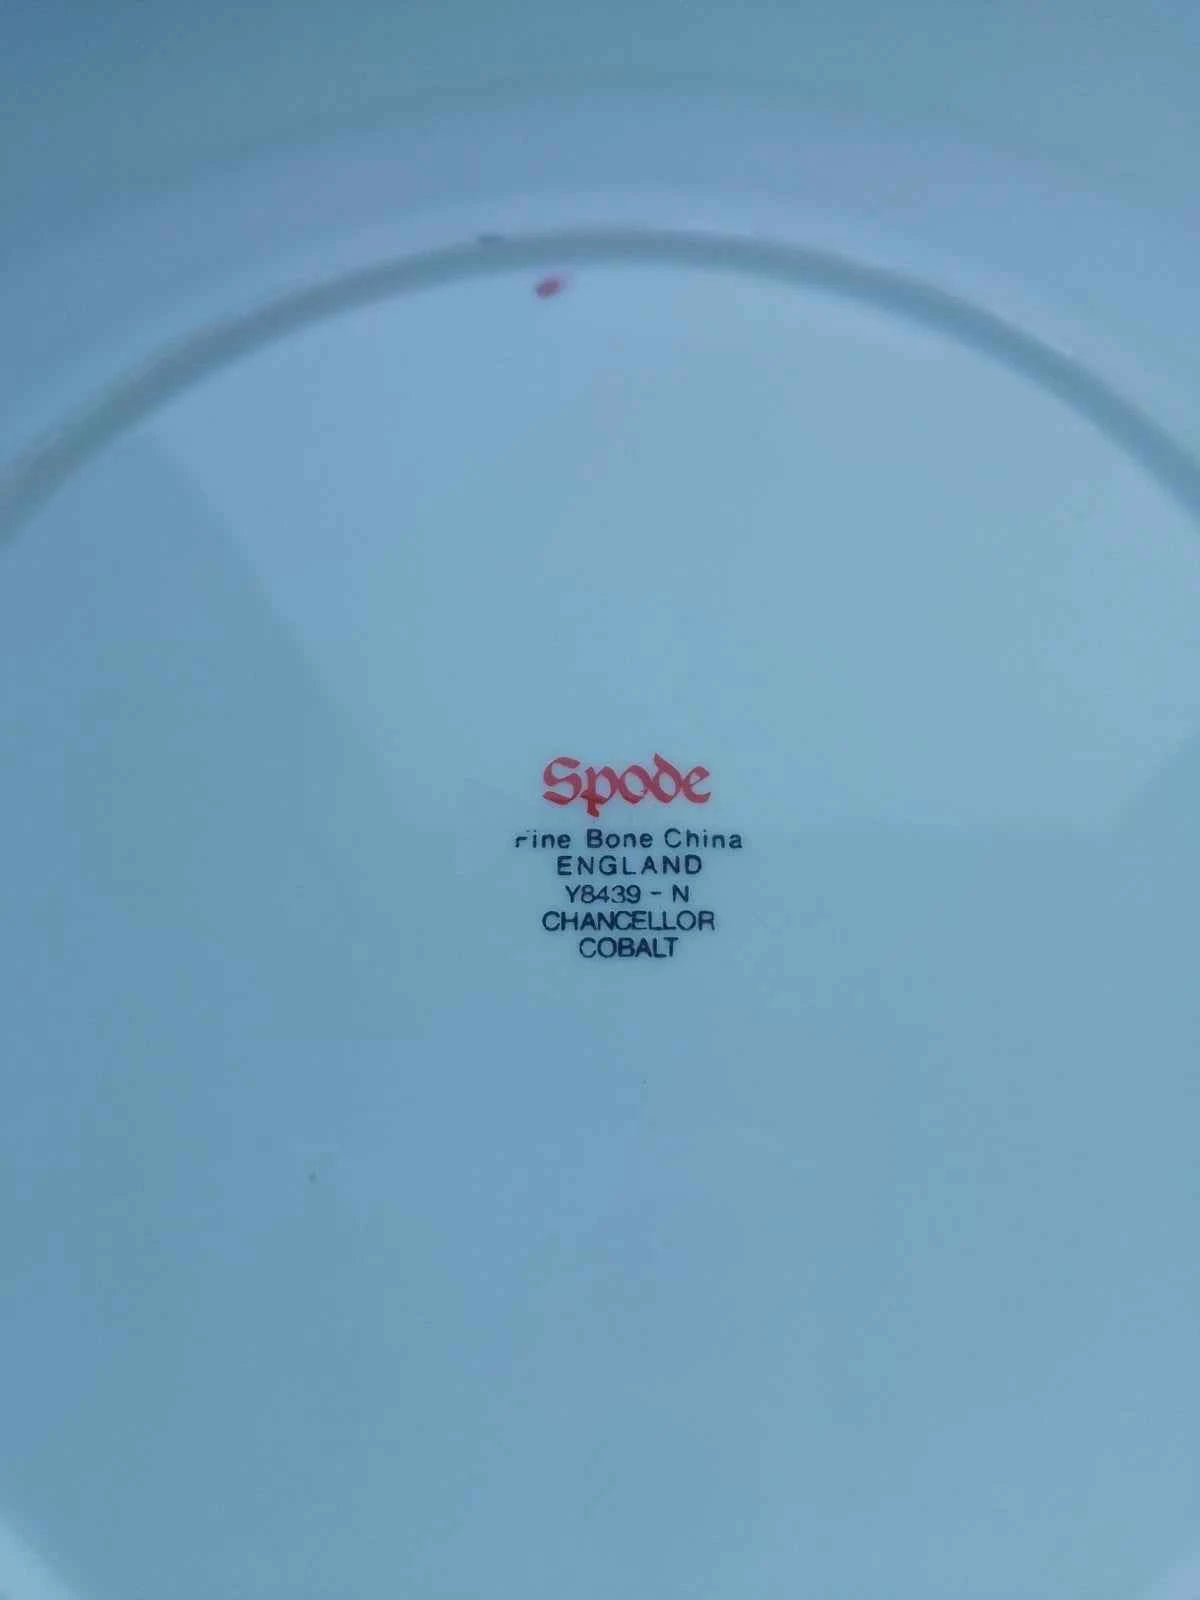 Spode
Fine Bone China
ENGLAND
Y8439 - N
CHANCELLOR
COBALT